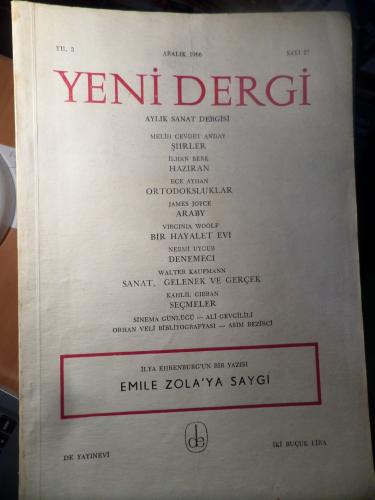 YIL 3 ARALIK 1966 SAYI 27
YENİ DERGİ
AYLIK SANAT DERGİSİ
MELİH CEVDET ANDAY
ŞİİRLER
İLHAN BERK
HAZIRAN
ECE AYHAN
ORTODOKSLUKLAR
JAMES JOYCE
ARABY
VIRGINIA WOOLF
BIR HAYALET EVI
NERMİ UYGUR
DENEMECİ
WALTER KAUFMANN
SANAT, GELENEK VE GERÇEK
KAHLIL GIBRAN
SEÇMELER
SİNEMA GÜNLÜĞÜ — ALİ GEVGİLİLİ
ORHAN VELİ BİBLİYOGRAFYASI — ASIM BEZİRCİ
İLYA EHRENBURG'UN BİR YAZISI
EMILE ZOLA'YA SAYGI
de
DE YAYINEVİ İKİ BUÇUK LİRA